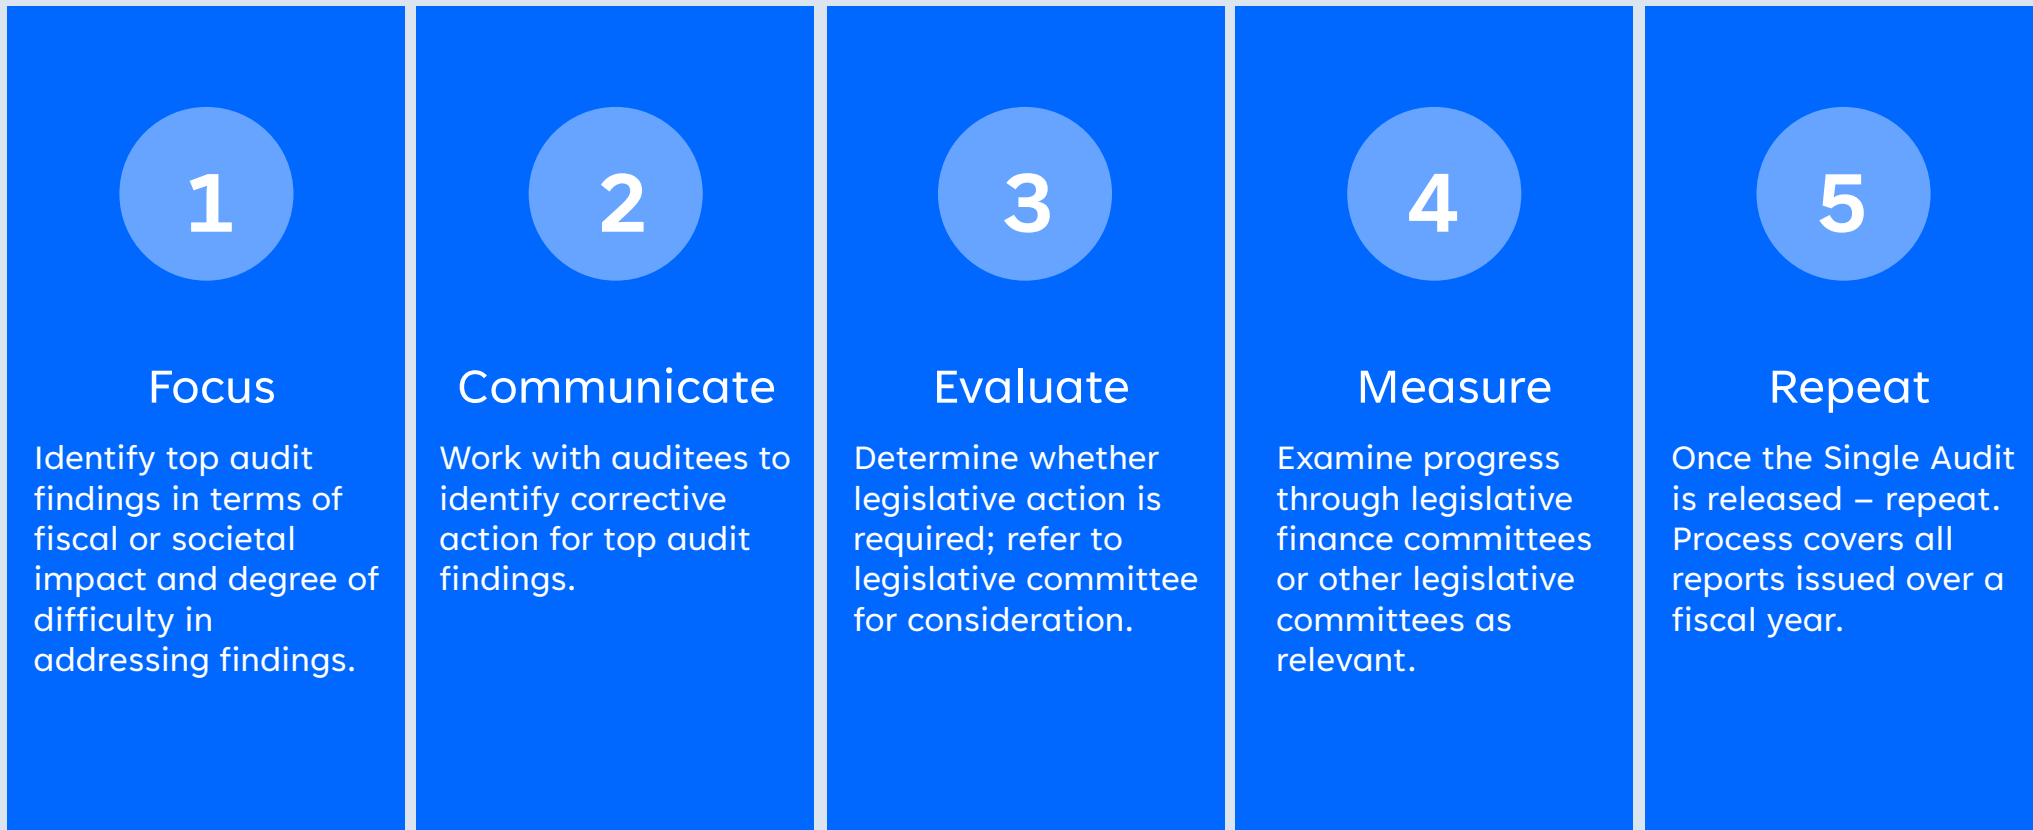 1
Focus
Identify top audit
findings in terms of
fiscal or societal
impact and degree of
difficulty in
addressing findings.
2
Communicate
Work with auditees to
identify corrective
action for top audit
findings.
3
Evaluate
Determine whether
legislative action is
required; refer to
legislative committee
for consideration.
4
Measure
Examine progress
through legislative
finance committees
or other legislative
committees as
relevant.
5
Repeat
Once the Single Audit
is released – repeat.
Process covers all
reports issued over a
fiscal year.